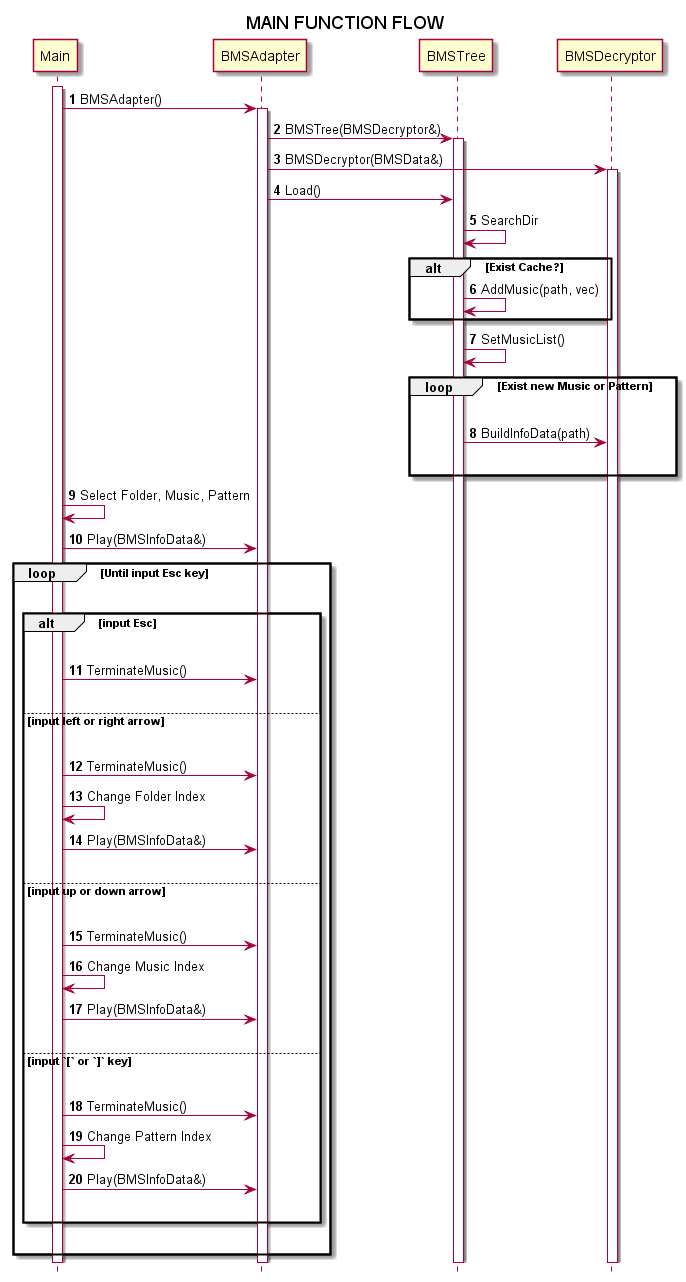 MAIN FUNCTION FLOW
Main
BMSAdapter
BMSTree
BMSDecryptor
1 BMSAdapter()
2 BMSTree(BMSDecryptor&)
3 BMSDecryptor(BMSData&)
4 Load()
5 SearchDir
alt [Exist Cache?]
6 AddMusic(path, vec)
7 SetMusicList()
loop [Exist new Music or Pattern]
8 BuildInfoData(path)
9 Select Folder, Music, Pattern
10 Play(BMSInfoData&)
loop [Until input Esc key]
alt [input Esc]
11 TerminateMusic()
[input left or right arrow]
12 TerminateMusic()
13 Change Folder Index
14 Play(BMSInfoData&)
[input up or down arrow]
15 TerminateMusic()
16 Change Music Index
17 Play(BMSInfoData&)
[input `[` or `]` key]
18 TerminateMusic()
19 Change Pattern Index
20 Play(BMSInfoData&)